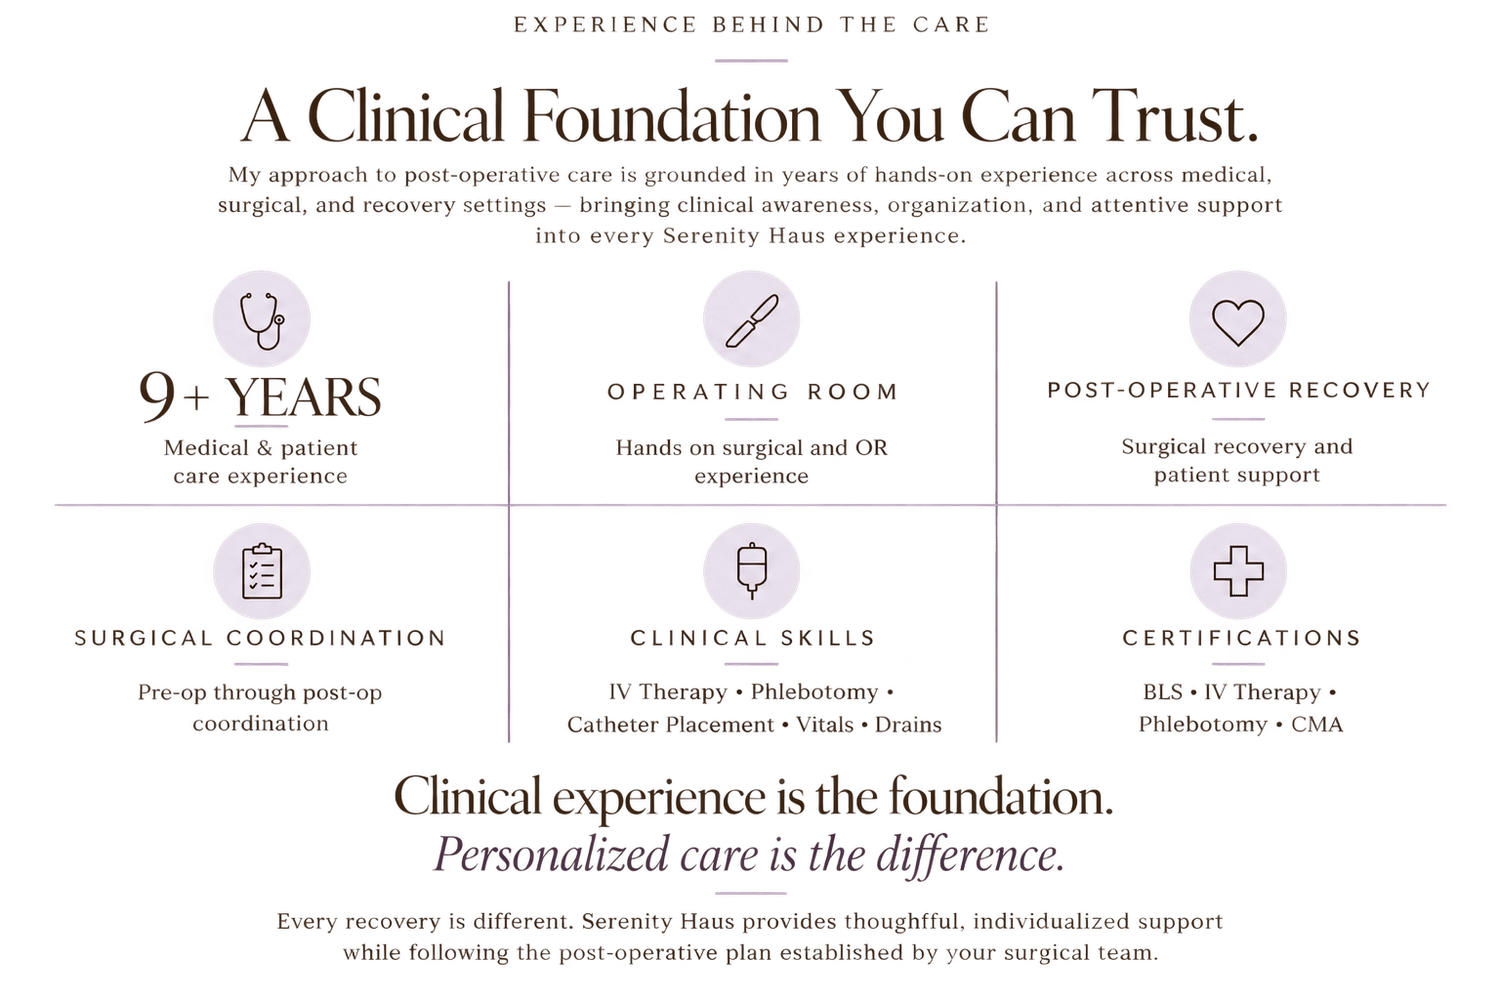 EXPERIENCE BEHIND THE CARE
A Clinical Foundation You Can Trust.
My approach to post-operative care is grounded in years of hands-on experience across medical,
surgical, and recovery settings — bringing clinical awareness, organization, and attentive support
into every Serenity Haus experience.
9+ YEARS
Medical & patient
care experience
OPERATING ROOM
Hands on surgical and OR
experience
POST-OPERATIVE RECOVERY
Surgical recovery and
patient support
SURGICAL COORDINATION
Pre-op through post-op
coordination
CLINICAL SKILLS
IV Therapy • Phlebotomy •
Catheter Placement • Vitals • Drains
CERTIFICATIONS
BLS • IV Therapy •
Phlebotomy • CMA
Clinical experience is the foundation.
Personalized care is the difference.
Every recovery is different. Serenity Haus provides thoughfful, individualized support
while following the post-operative plan established by your surgical team.